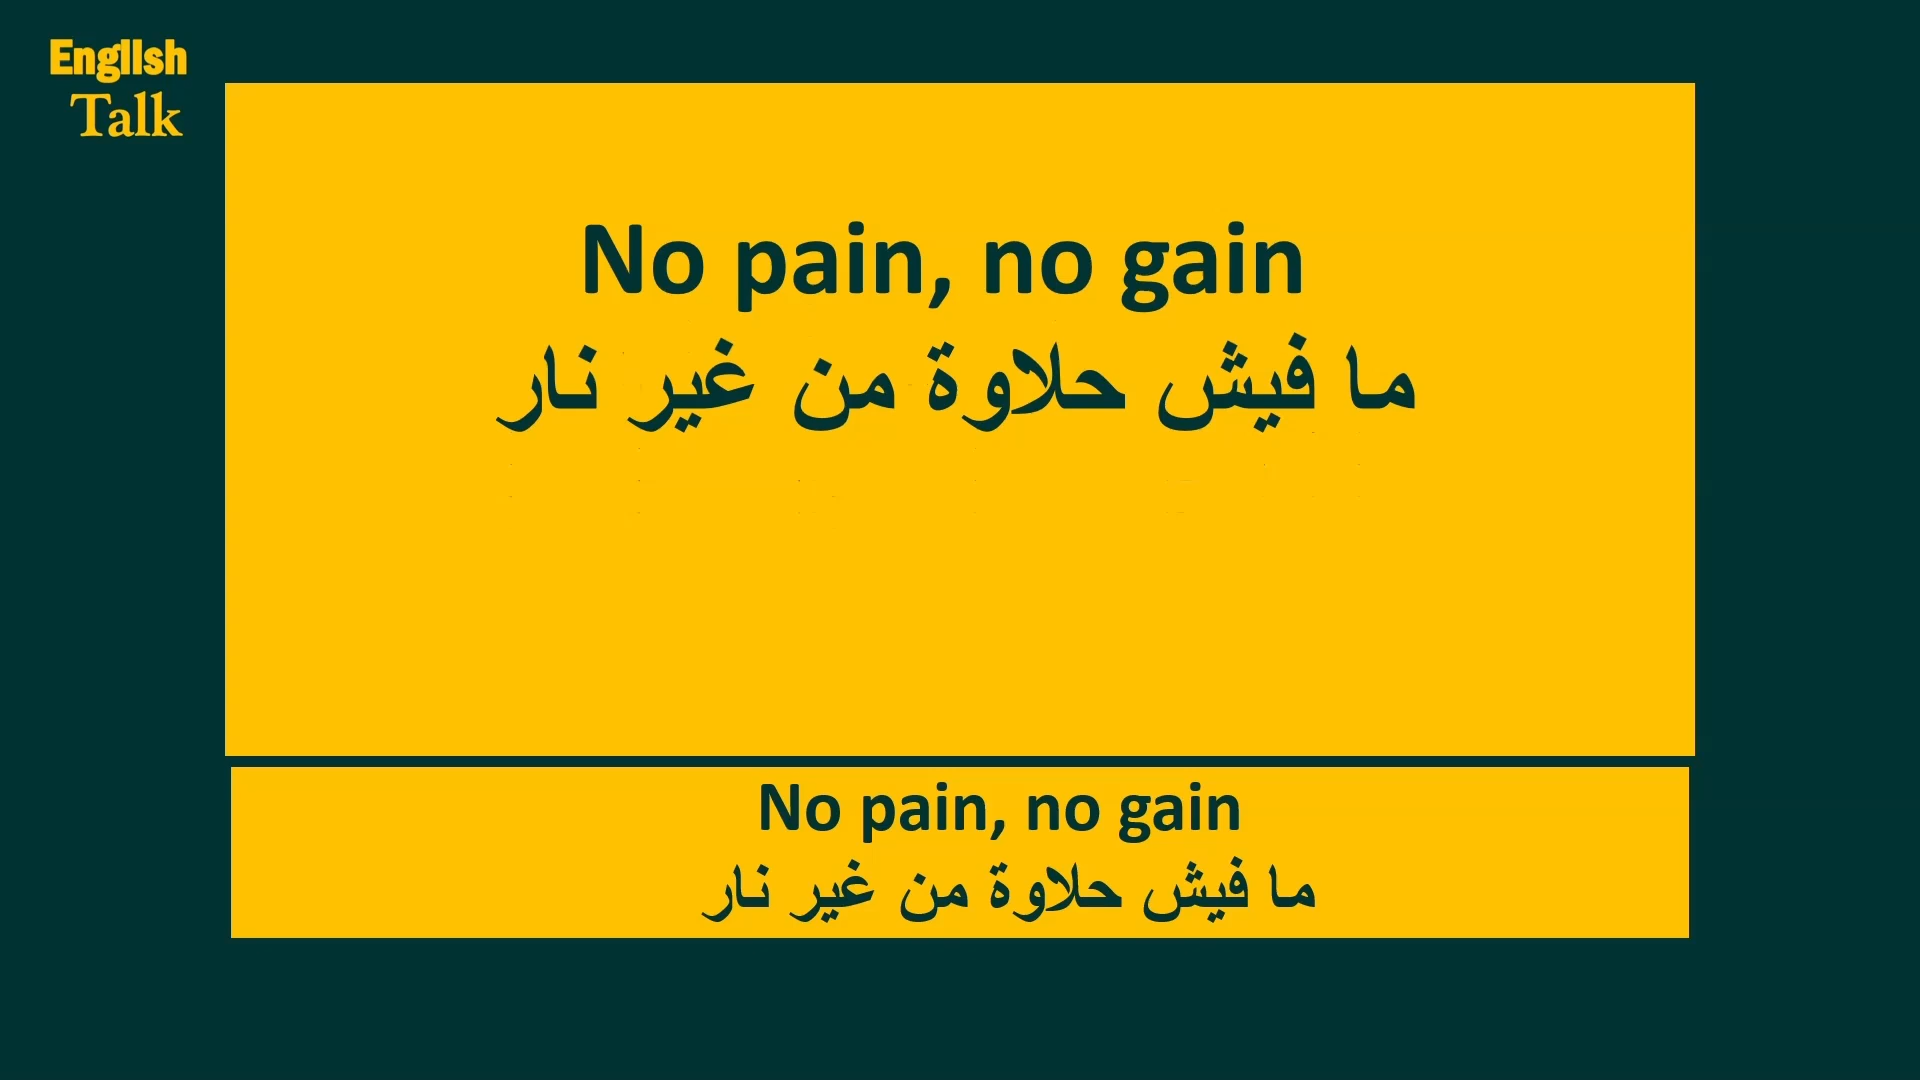 English
Talk
No pain, no gain
ما فيش حلاوة من غير نار
No pain, no gain
ما فيش حلاوة من غير نار